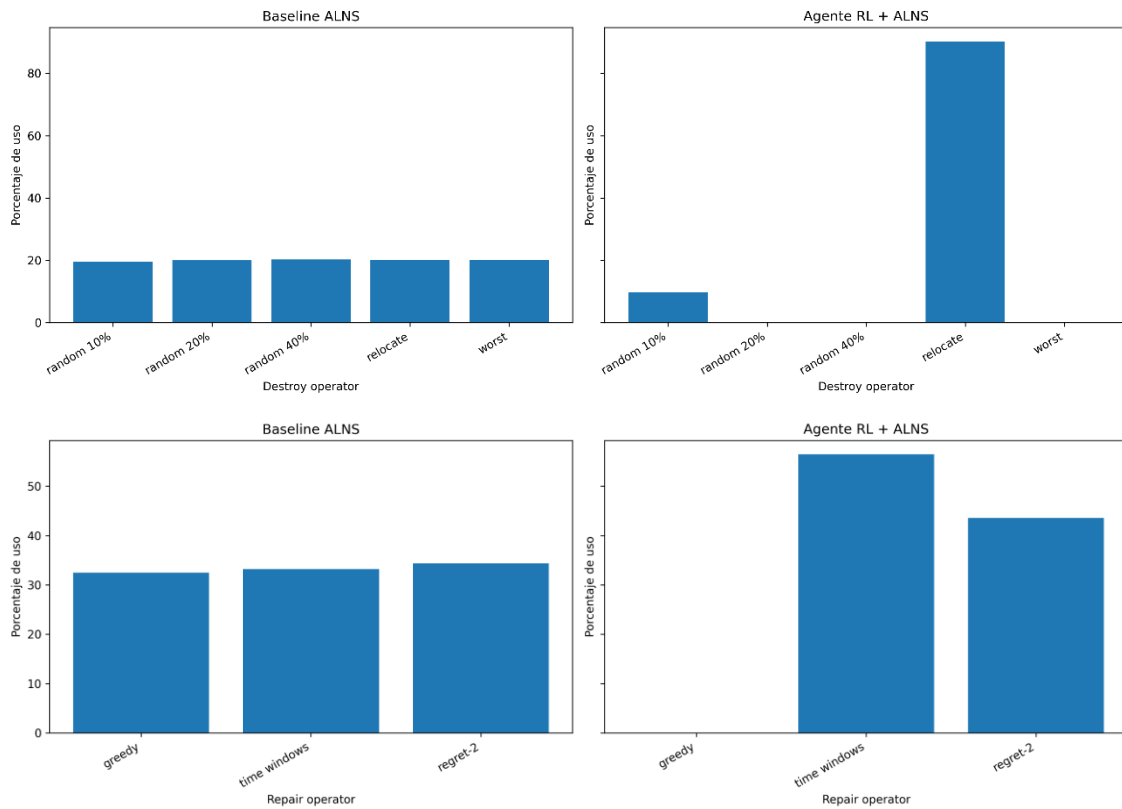 Baseline ALNS
Porcentaje de uso
80
60
40
20
0
random 10%
random 20%
random 40%
relocate
worst
Destroy operator
Agente RL + ALNS
Porcentaje de uso
random 10%
random 20%
random 40%
relocate
worst
Destroy operator
Baseline ALNS
Porcentaje de uso
50
40
30
20
10
0
greedy
time windows
regret-2
Repair operator
Agente RL + ALNS
Porcentaje de uso
greedy
time windows
regret-2
Repair operator